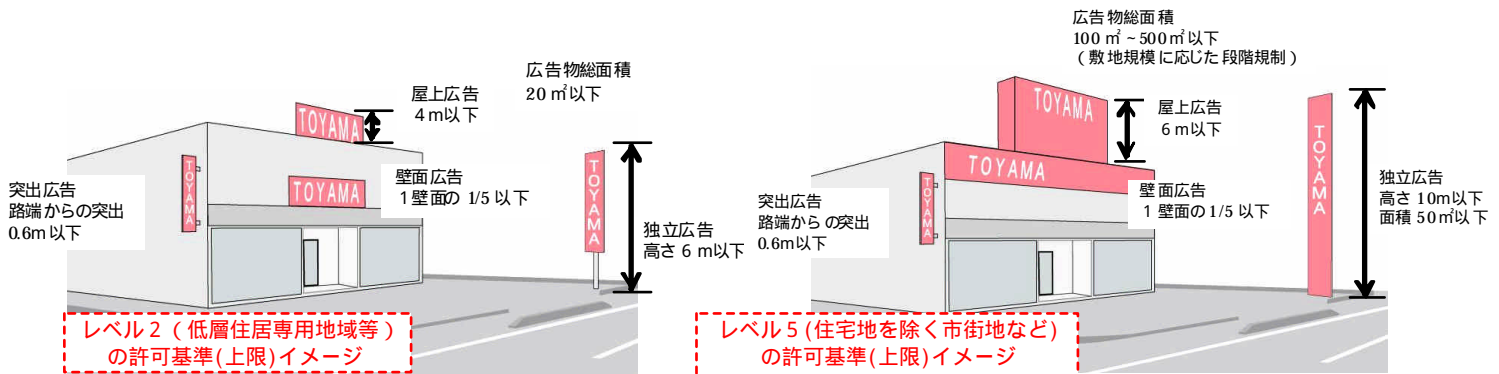 広告物総面積
20㎡以下
屋上広告
4m以下
TOYAMA
TOYAMA
TOYAMA
TOYAMA
突出広告
路端からの突出
0.6m以下
壁面広告
1壁面の 1/5 以下
独立広告
高さ 6 m以下
レベル2（低層住居専用地域等）
の許可基準(上限)イメージ
広告物総面積
100㎡~500㎡以下
（敷地規模に応じた段階規制）
屋上広告
6m以下
TOYAMA
TOYAMA
TOYAMA
TOYAMA
突出広告
路端からの突出
0.6m以下
壁面広告
1壁面の1/5以下
独立広告
高さ 10m以下
面積 50㎡以下
レベル5(住宅地を除く市街地など)
の許可基準(上限)イメージ